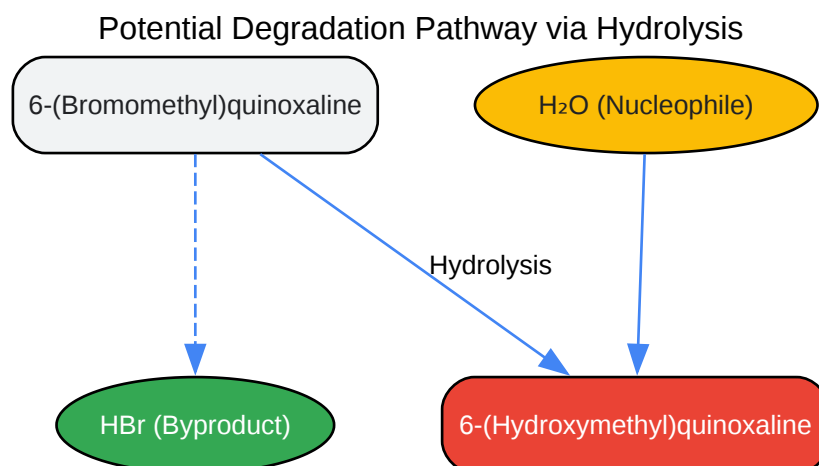 Potential Degradation Pathway via Hydrolysis
6-(Bromomethyl)quinoxaline
H₂O (Nucleophile)
Hydrolysis
HBr (Byproduct)
6-(Hydroxymethyl)quinoxaline